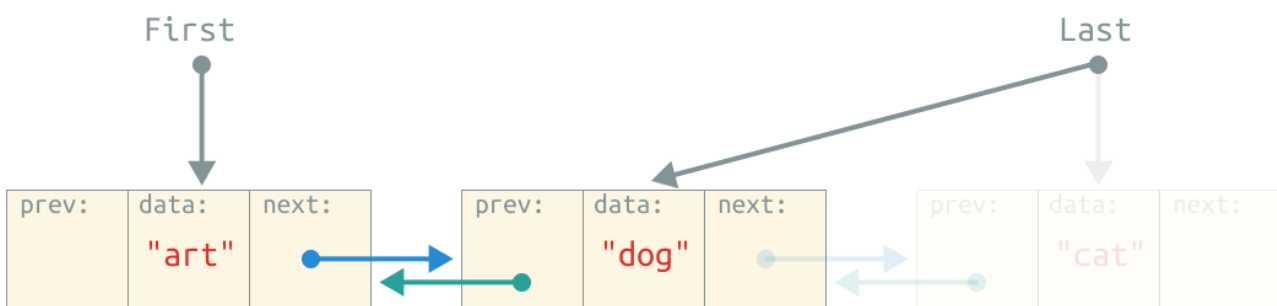 First Last
prev: data: next: prev: data: next: prev: data: next:
"art" "dog" "cat"